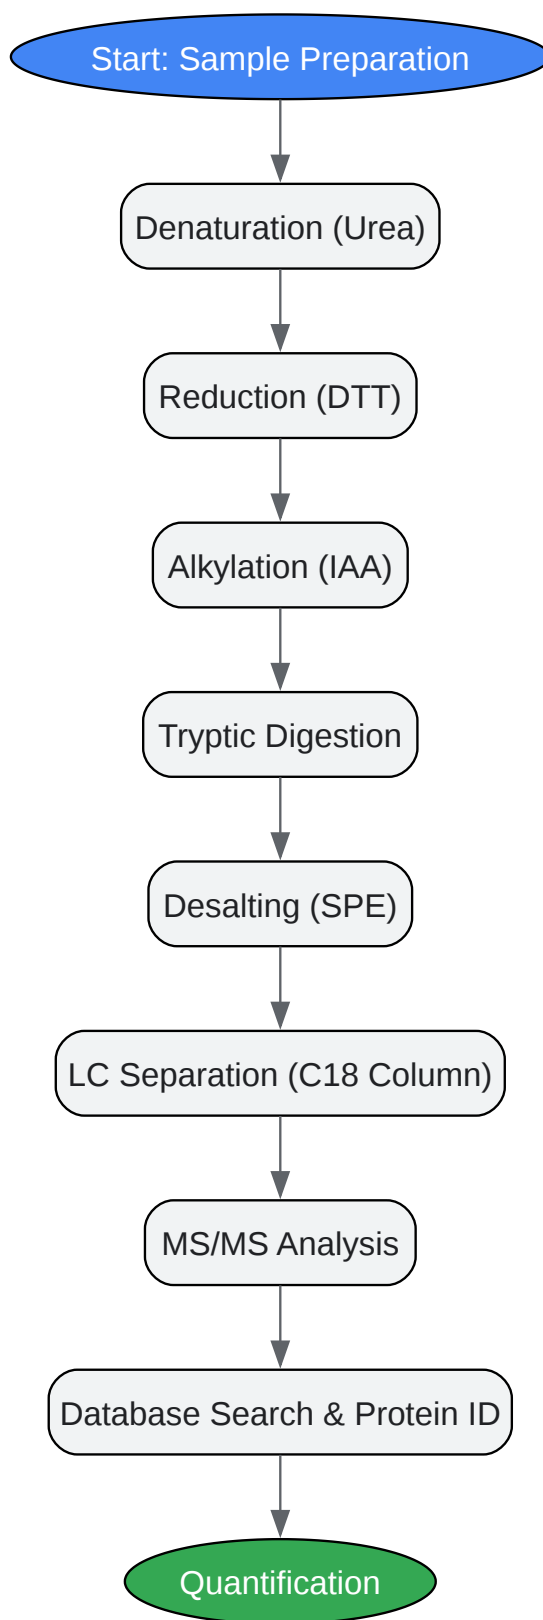 Start: Sample Preparation
Denaturation (Urea)
Reduction (DTT)
Alkylation (IAA)
Tryptic Digestion
Desalting (SPE)
LC Separation (C18 Column)
MS/MS Analysis
Database Search & Protein ID
Quantification